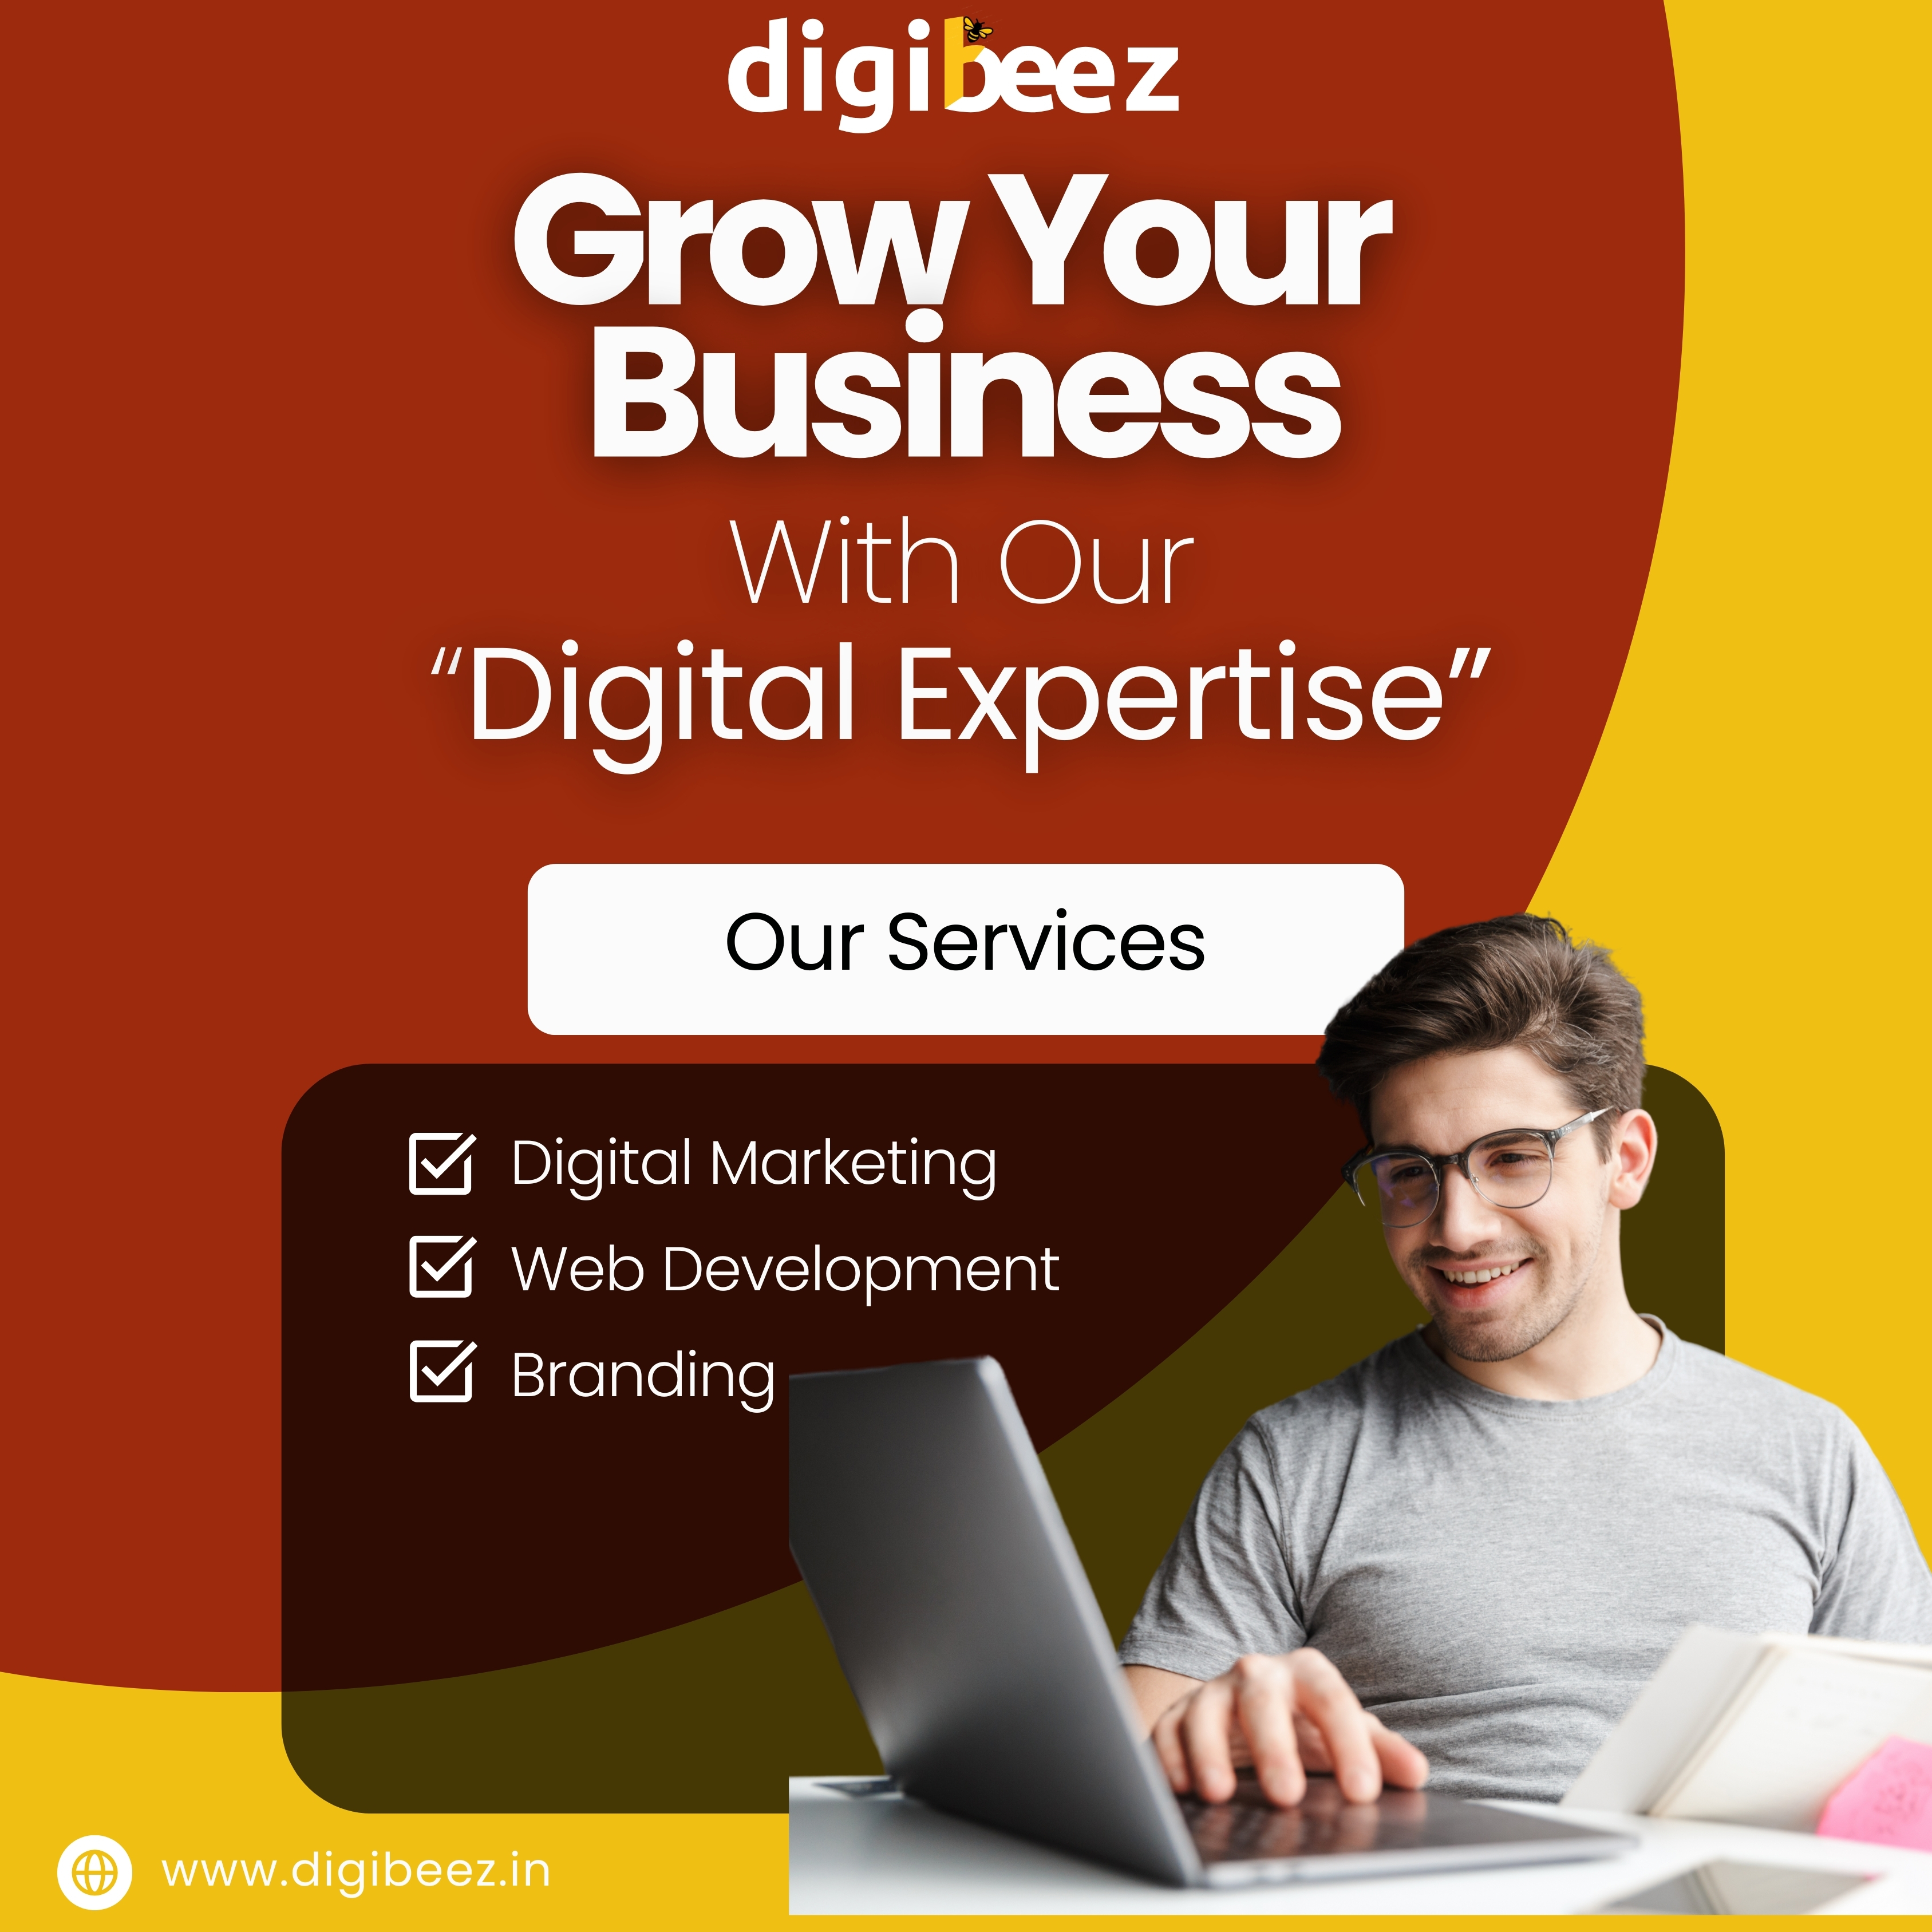 digibeez
Grow Your
Business
With Our
“Digital Expertise”
Our Services
Digital Marketing
Web Development
Branding
www.digibeez.in